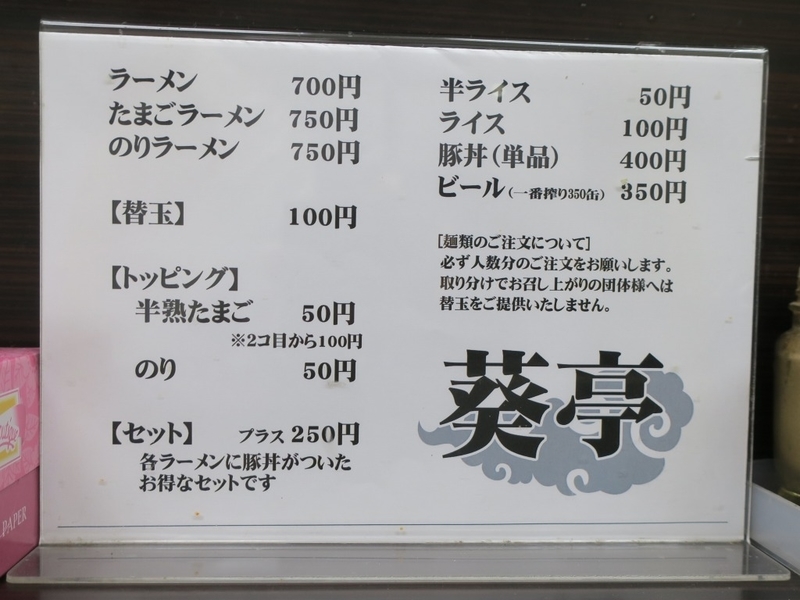 ラーメン 700円
たまごラーメン 750円
のりラーメン 750円
【替玉】 100円
【トッピング】
半熟たまご 50円
※2コ目から100円
のり 50円
【セット】 プラス 250円
各ラーメンに豚丼がついた
お得なセットです
半ライス 50円
ライス 100円
豚丼(単品) 400円
ビール(一番搾り350缶) 350円
[麺類のご注文について]
必ず人数分のご注文をお願いします。
取り分けでお召し上がりの団体様へは
替玉をご提供いたしません。
葵亭
PAPER